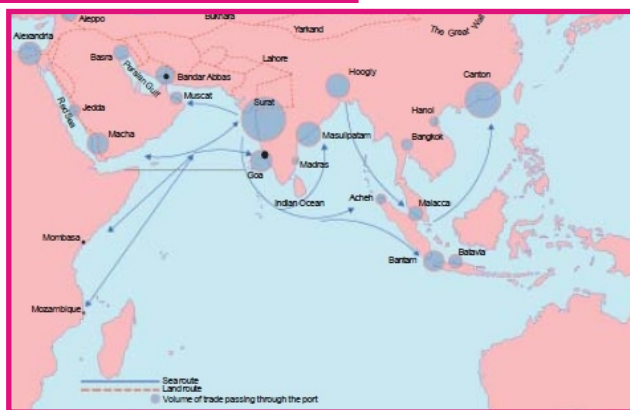 Aleppo
Bukhara
Yarkand
The Great Wall
Alexandria
Lahore
Basra
Hoogly
Canton
Persian Gulf
Bandar Abbas
Muscat
Surat
Hanoi
Red Sea
Jedda
Masulipatam
Macha
Bangkok
Goa
Madras
Indian Ocean
Acheh
Malacca
Mombasa
Bantam
Batavia
Mozambique
Sea route
Land route
Volume of trade passing through the port